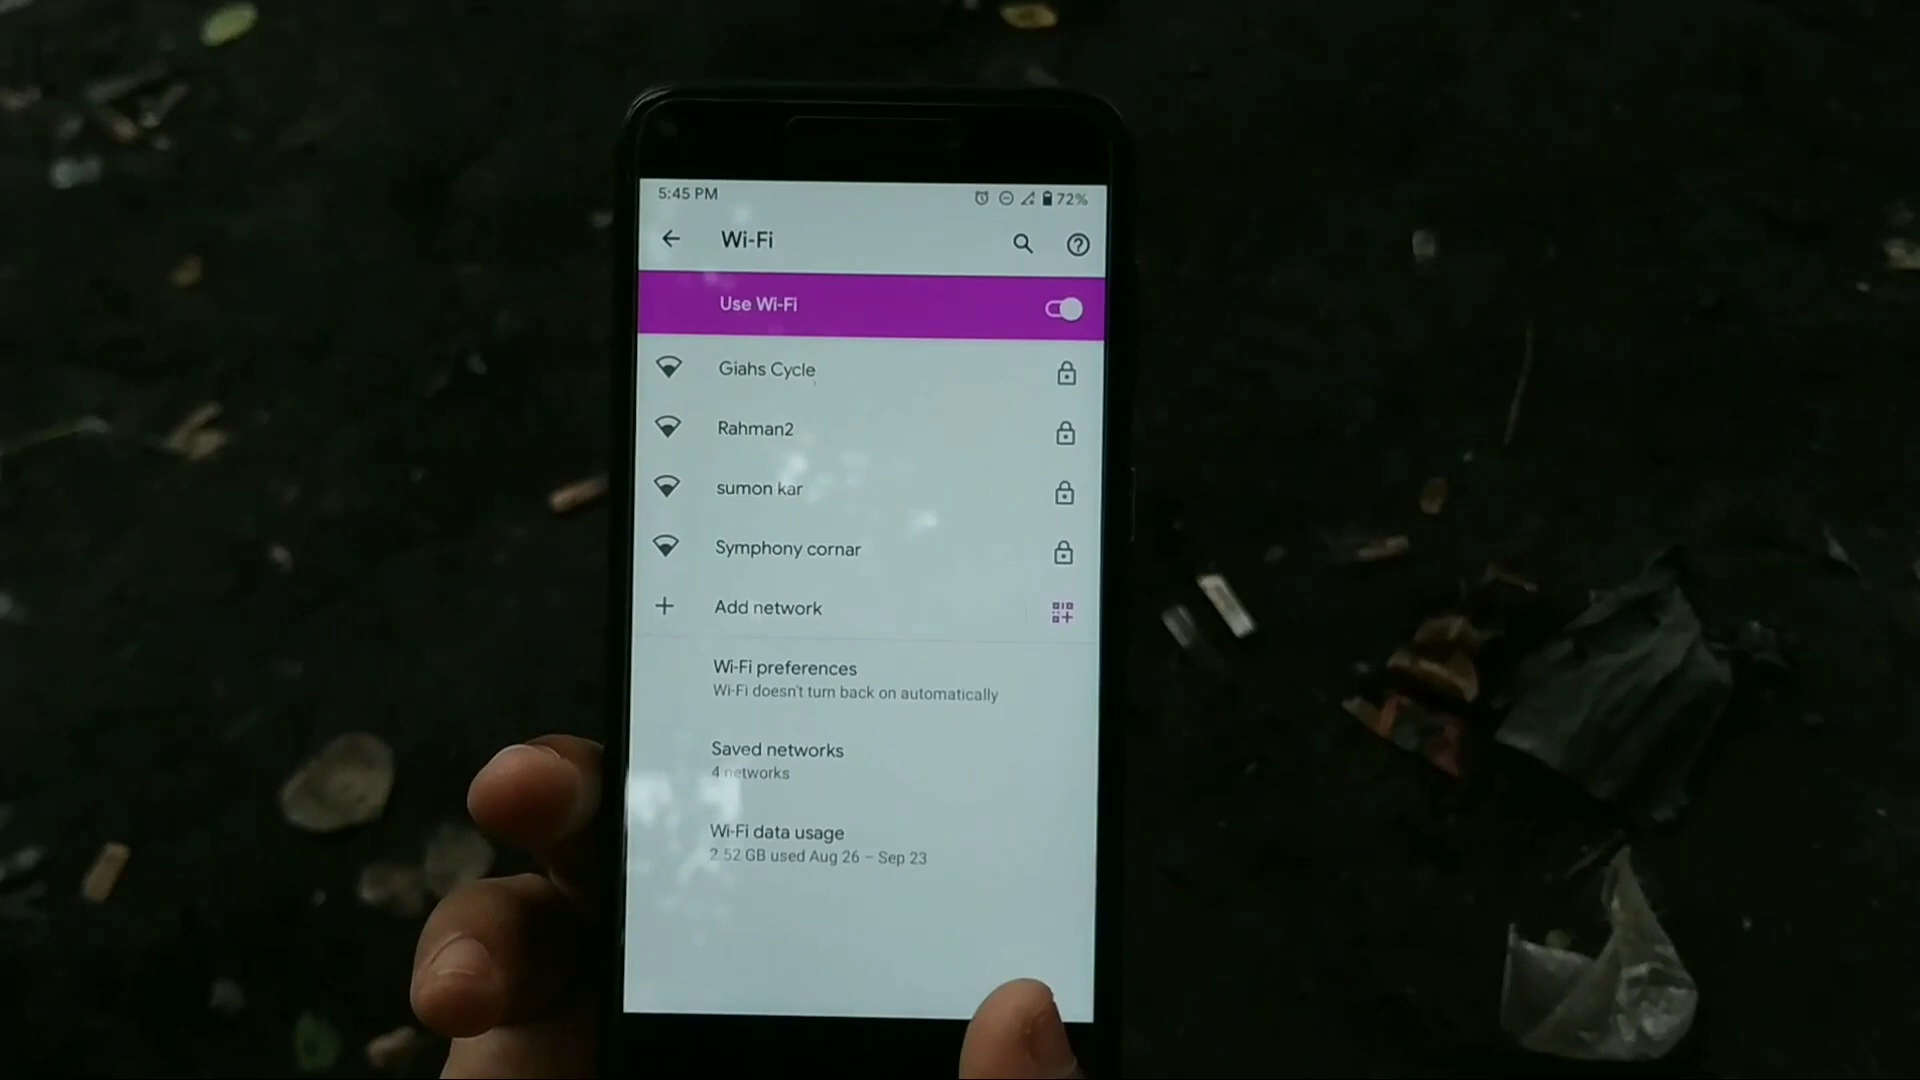 5:45 PM
72%
Wi-Fi
Use Wi-Fi
Giahs Cycle
Rahman2
sumon kar
Symphony cornar
Add network
Wi-Fi preferences
Wi-Fi doesn't turn back on automatically
Saved networks
4 networks
Wi-Fi data usage
2.52 GB used Aug 26 – Sep 23